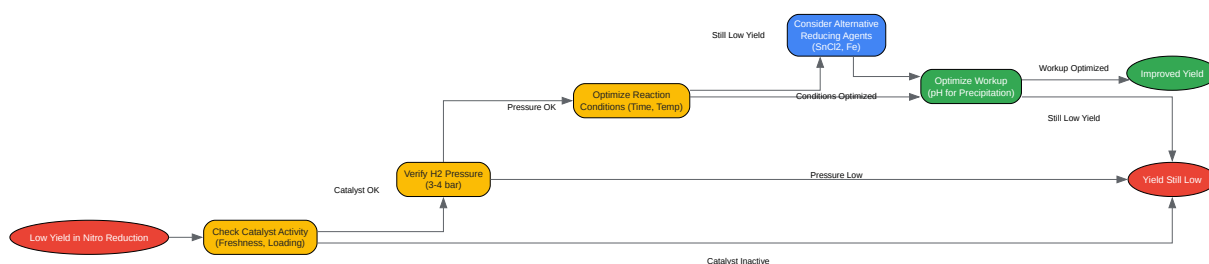 Consider Alternative
Reducing Agents
(SnCl2, Fe)
Still Low Yield
Workup Optimized
Improved Yield
Optimize Workup
(pH for Precipitation)
Optimize Reaction
Conditions (Time, Temp)
Conditions Optimized
Pressure OK
Still Low Yield
Verify H2 Pressure
(3-4 bar)
Pressure Low
Yield Still Low
Catalyst OK
Low Yield in Nitro Reduction
Check Catalyst Activity
(Freshness, Loading)
Catalyst Inactive